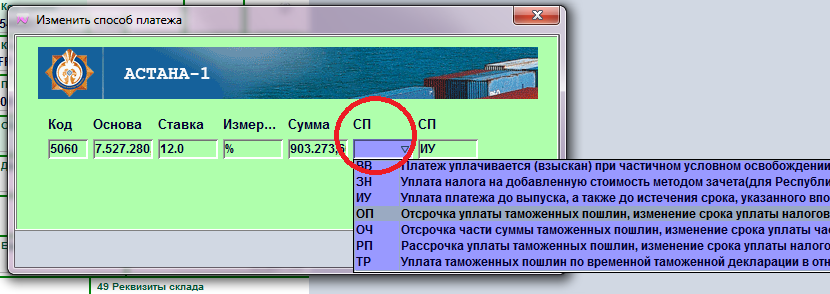 Изменить способ платежа
АСТАНА-1
Код Основа Ставка Измер... Сумма СП СП
5060 7.527.280 12.0 % 903.273,6 ИУ
РВ Платеж уплачивается (взыскан) при частичном условном освобождении
ЗН Уплата налога на добавленную стоимость методом зачета(для Республи
ИУ Уплата платежа до выпуска, а также до истечения срока, указанного впо
ОП Отсрочка уплаты таможенных пошлин, изменение срока уплаты налогов
ОЧ Отсрочка части суммы таможенных пошлин, изменение срока уплаты час
РП Рассрочка уплаты таможенных пошлин, изменение срока уплаты налого
ТР Уплата таможенных пошлин по временной таможенной декларации в отн
49 Реквизиты склада